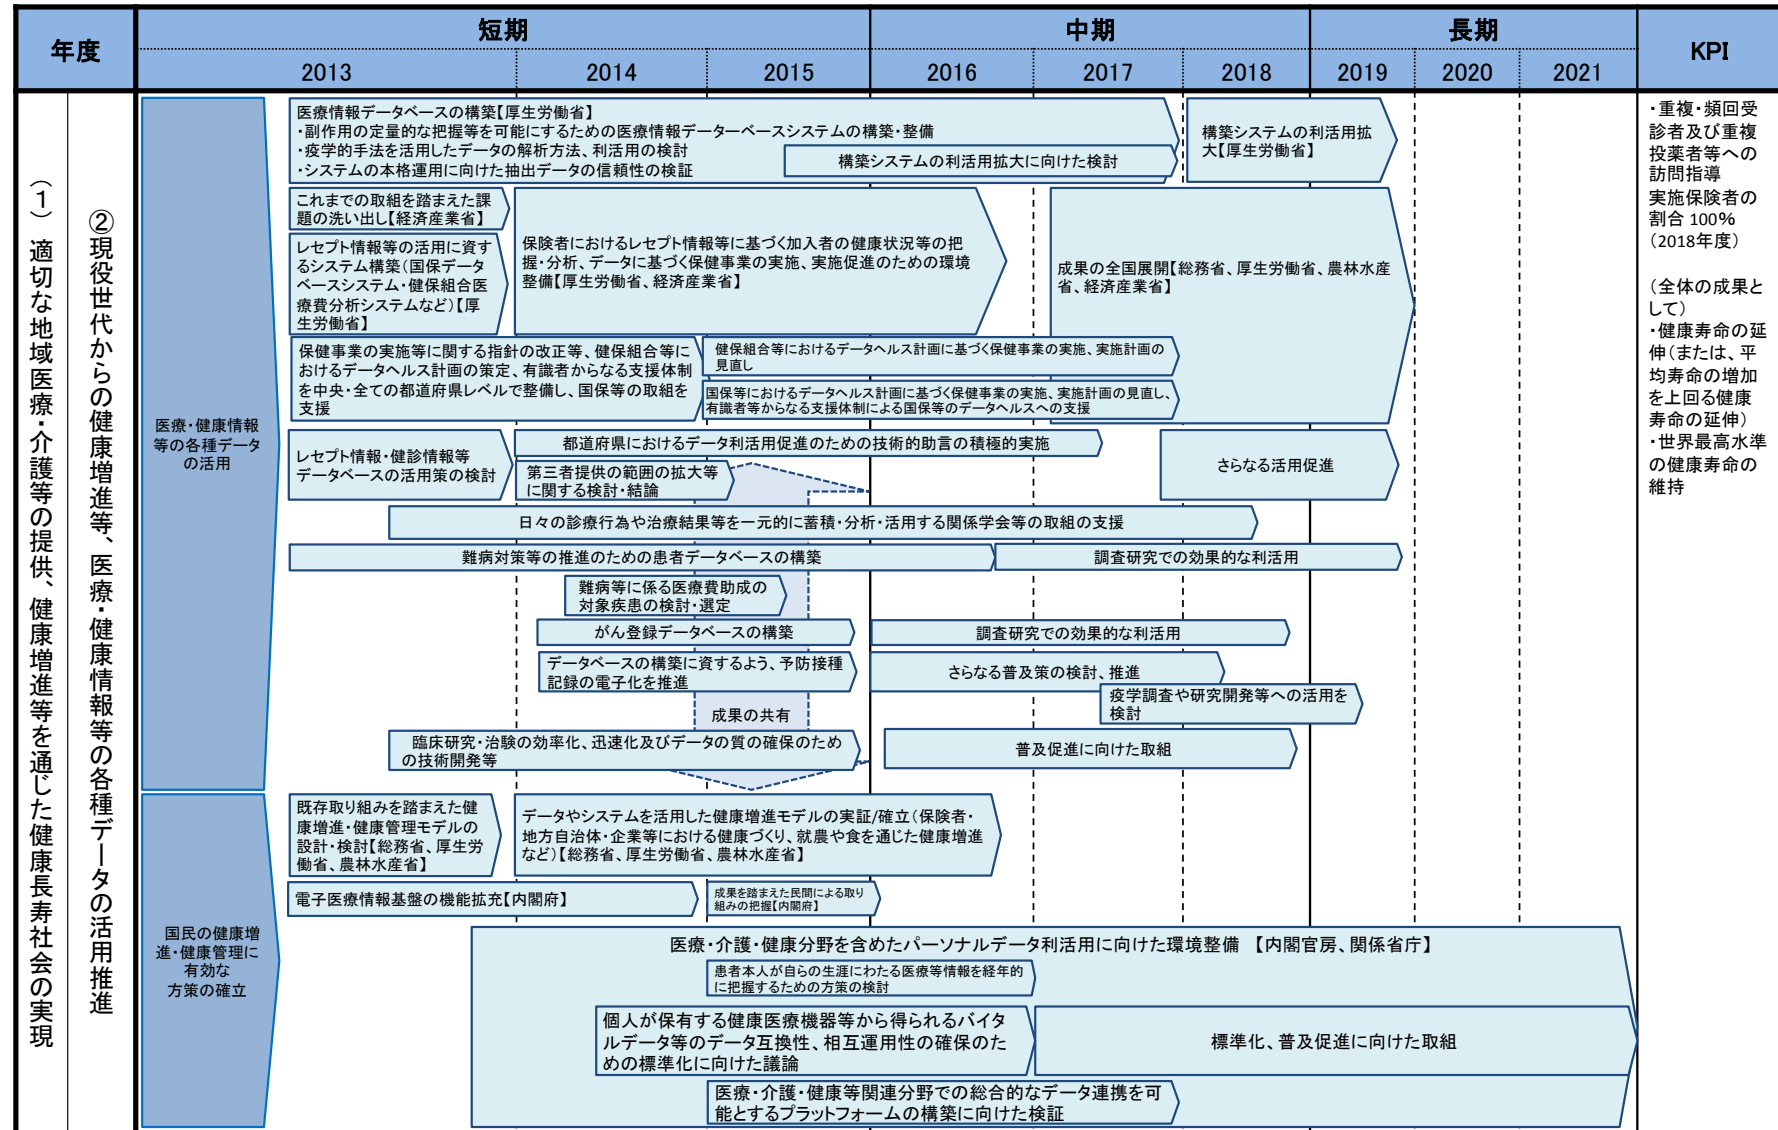 年度
短期
中期
長期
KPI
2013
2014
2015
2016
2017
2018
2019
2020
2021
(1) 適切な地域医療・介護等の提供、健康増進等を通じた健康長寿社会の実現
②現役世代からの健康増進等、医療・健康情報等の各種データの活用推進
医療・健康情報
等の各種データ
の活用
医療情報データベースの構築【厚生労働省】
・副作用の定量的な把握等を可能にするための医療情報データーベースシステムの構築・整備
・疫学的手法を活用したデータの解析方法、利活用の検討
・システムの本格運用に向けた抽出データの信頼性の検証
構築システムの利活用拡大に向けた検討
構築システムの利活用拡
大【厚生労働省】
これまでの取組を踏まえた課
題の洗い出し【経済産業省】
レセプト情報等の活用に資す
るシステム構築(国保データ
ベースシステム・健保組合医
療費分析システムなど)【厚
生労働省】
保険者におけるレセプト情報等に基づく加入者の健康状況等の把
握・分析、データに基づく保健事業の実施、実施促進のための環境
整備【厚生労働省、経済産業省】
成果の全国展開【総務省、厚生労働省、農林水産
省、経済産業省】
保健事業の実施等に関する指針の改正等、健保組合等に
おけるデータヘルス計画の策定、有識者からなる支援体制
を中央・全ての都道府県レベルで整備し、国保等の取組を
支援
健保組合等におけるデータヘルス計画に基づく保健事業の実施、実施計画の
見直し
国保等におけるデータヘルス計画に基づく保健事業の実施、実施計画の見直し、
有識者等からなる支援体制による国保等のデータヘルスへの支援
レセプト情報・健診情報等
データベースの活用策の検討
都道府県におけるデータ利活用促進のための技術的助言の積極的実施
第三者提供の範囲の拡大等
に関する検討・結論
さらなる活用促進
日々の診療行為や治療結果等を一元的に蓄積・分析・活用する関係学会等の取組の支援
難病対策等の推進のための患者データベースの構築
調査研究での効果的な利活用
難病等に係る医療費助成の
対象疾患の検討・選定
がん登録データベースの構築
調査研究での効果的な利活用
データベースの構築に資するよう、予防接種
記録の電子化を推進
さらなる普及策の検討、推進
疫学調査や研究開発等への活用を
検討
成果の共有
臨床研究・治験の効率化、迅速化及びデータの質の確保のため
の技術開発等
普及促進に向けた取組
国民の健康増
進・健康管理に
有効な
方策の確立
既存取り組みを踏まえた健
康増進・健康管理モデルの
設計・検討【総務省、厚生労
働省、農林水産省】
データやシステムを活用した健康増進モデルの実証/確立(保険者・
地方自治体・企業等における健康づくり、就農や食を通じた健康増進
など)【総務省、厚生労働省、農林水産省】
電子医療情報基盤の機能拡充【内閣府】
成果を踏まえた民間による取り
組みの把握【内閣府】
医療・介護・健康分野を含めたパーソナルデータ利活用に向けた環境整備 【内閣官房、関係省庁】
患者本人が自らの生涯にわたる医療等情報を経年的
に把握するための方策の検討
個人が保有する健康医療機器等から得られるバイタ
ルデータ等のデータ互換性、相互運用性の確保のた
めの標準化に向けた議論
標準化、普及促進に向けた取組
医療・介護・健康等関連分野での総合的なデータ連携を可
能とするプラットフォームの構築に向けた検証
・重複・頻回受
診者及び重複
投薬者等への
訪問指導
実施保険者の
割合 100%
(2018年度)
(全体の成果と
して)
・健康寿命の延
伸(または、平
均寿命の増加
を上回る健康
寿命の延伸)
・世界最高水準
の健康寿命の
維持